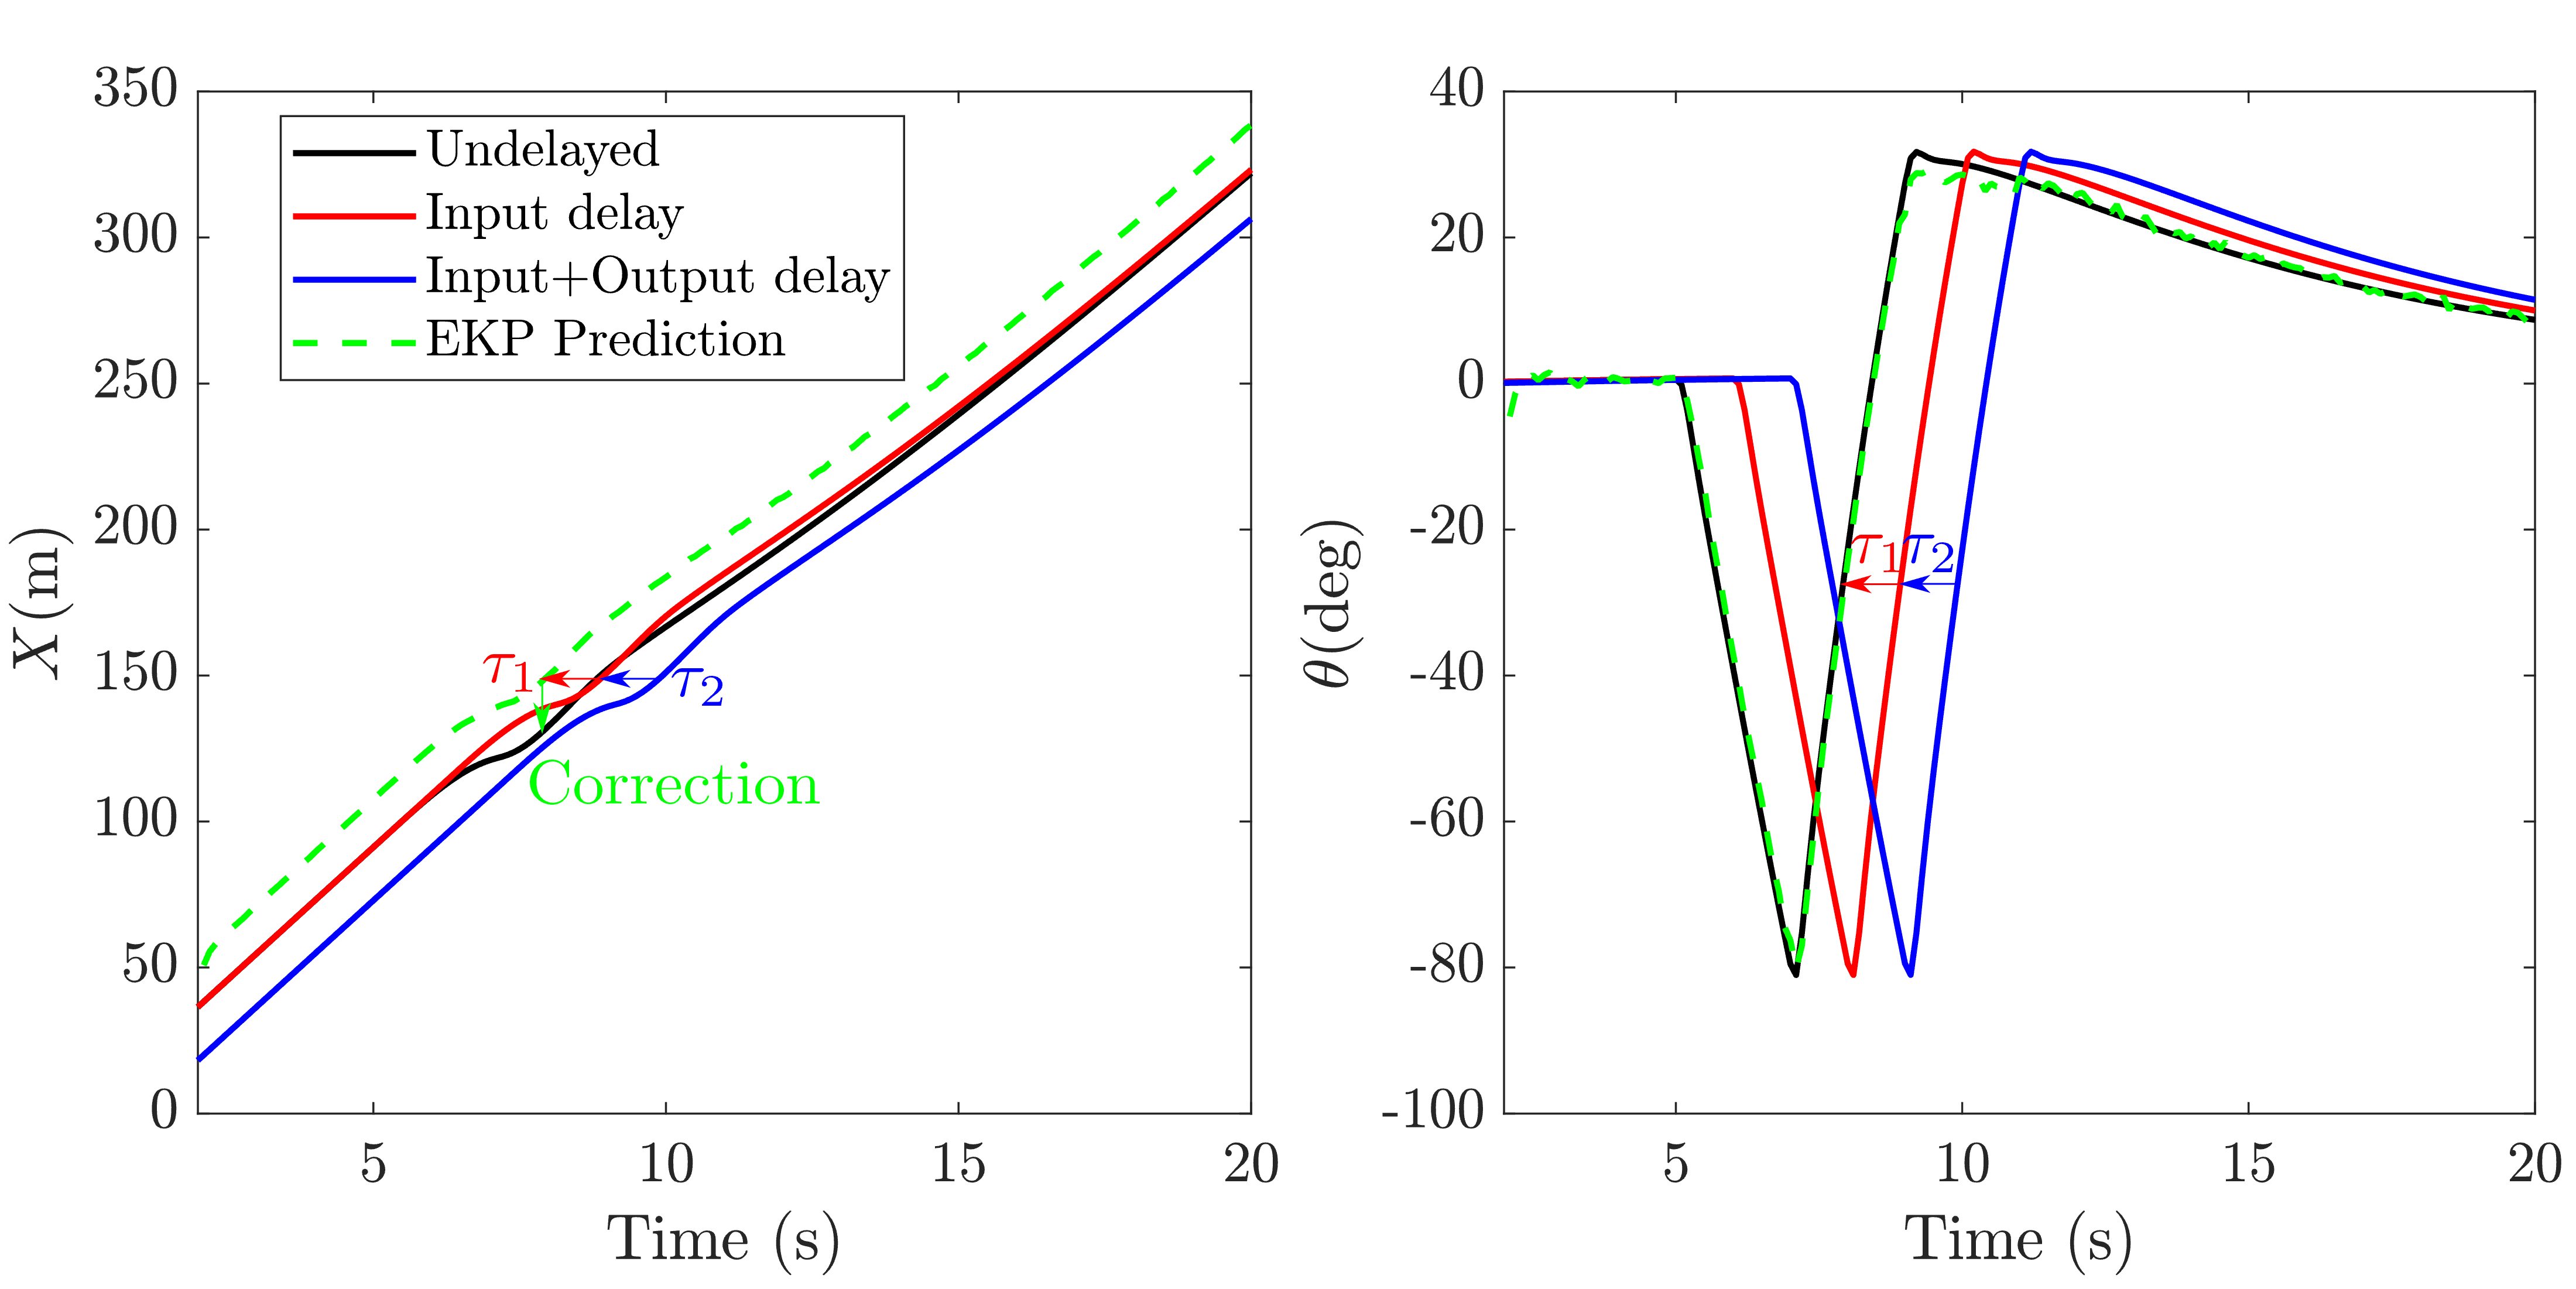 350
300
250
200
150
100
50
0
X(m)
5 10 15 20
Time (s)
Undelayed
Input delay
Input+Output delay
EKP Prediction
τ1
τ2
Correction
40
20
0
-20
-40
-60
-80
-100
θ(deg)
5 10 15 20
Time (s)
τ1 τ2